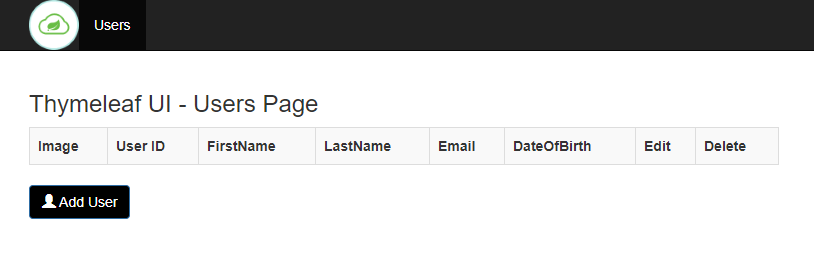 Users
Thymeleaf UI - Users Page
Image User ID FirstName LastName Email DateOfBirth Edit Delete
Add User